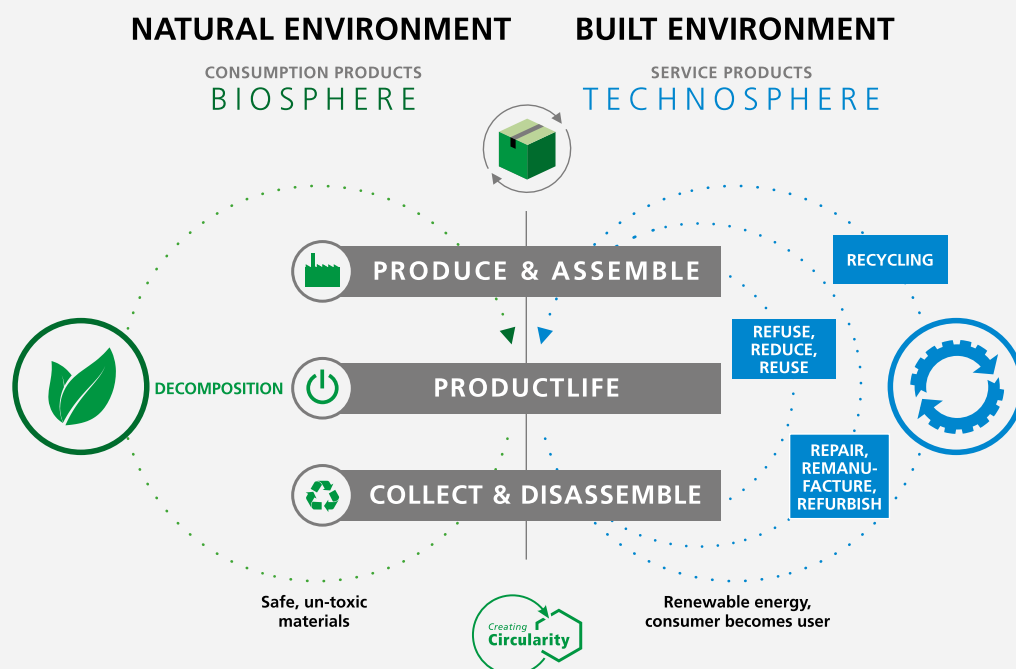 NATURAL ENVIRONMENT
BUILT ENVIRONMENT
CONSUMPTION PRODUCTS
BIOSPHERE
SERVICE PRODUCTS
TECHNOSPHERE
PRODUCE & ASSEMBLE
RECYCLING
REFUSE,
REDUCE,
REUSE
DECOMPOSITION
PRODUCTLIFE
REPAIR,
REMANU-
FACTURE,
REFURBISH
COLLECT & DISASSEMBLE
Safe, un-toxic
materials
Renewable energy,
consumer becomes user
Creating
Circularity